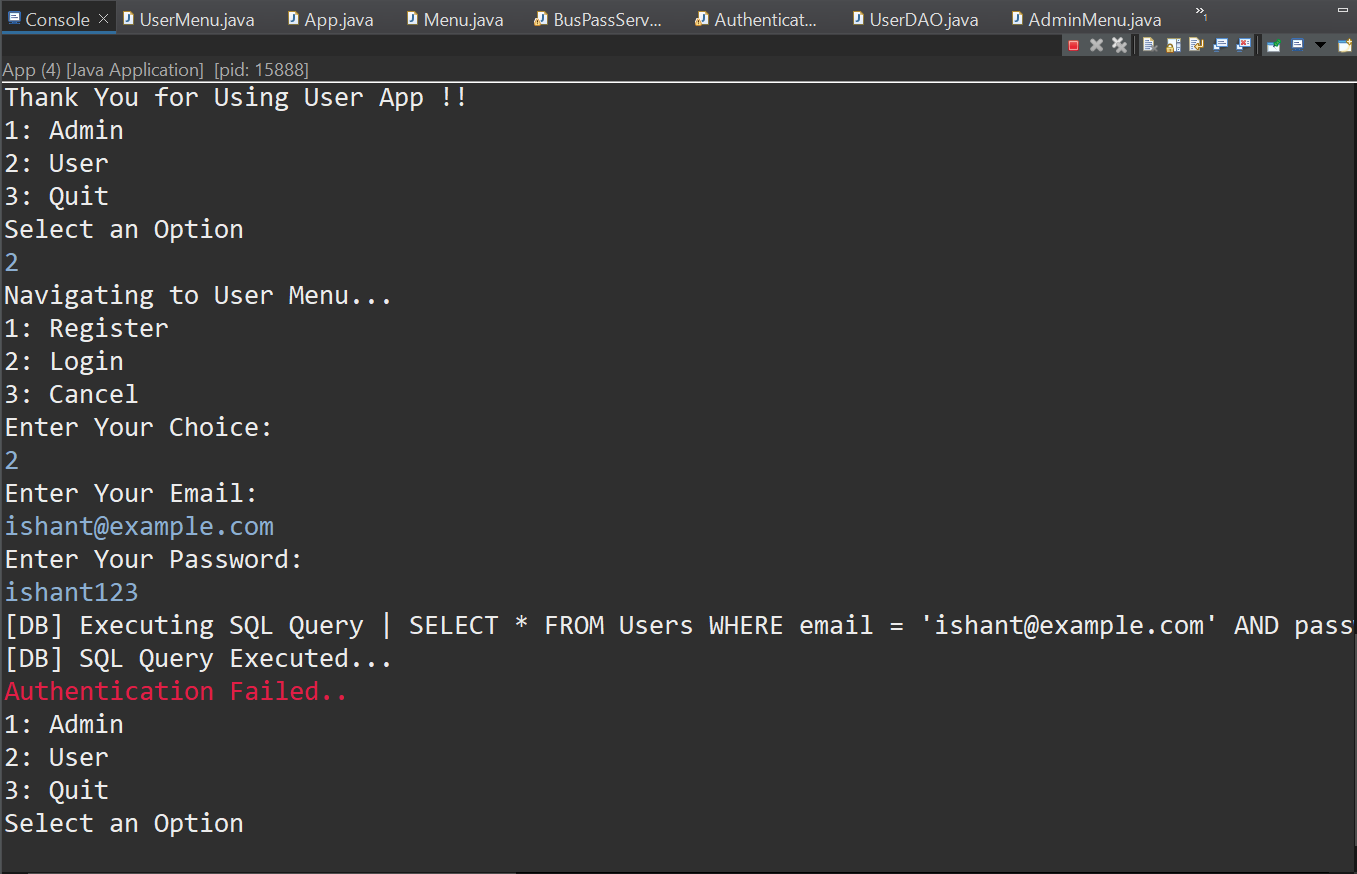 Console UserMenu.java App.java Menu.java BusPassServ... Authenticat... UserDAO.java AdminMenu.java »1
App (4) [Java Application] [pid: 15888]
Thank You for Using User App !!
1: Admin
2: User
3: Quit
Select an Option
2
Navigating to User Menu...
1: Register
2: Login
3: Cancel
Enter Your Choice:
2
Enter Your Email:
ishant@example.com
Enter Your Password:
ishant123
[DB] Executing SQL Query | SELECT * FROM Users WHERE email = 'ishant@example.com' AND pass
[DB] SQL Query Executed...
Authentication Failed..
1: Admin
2: User
3: Quit
Select an Option